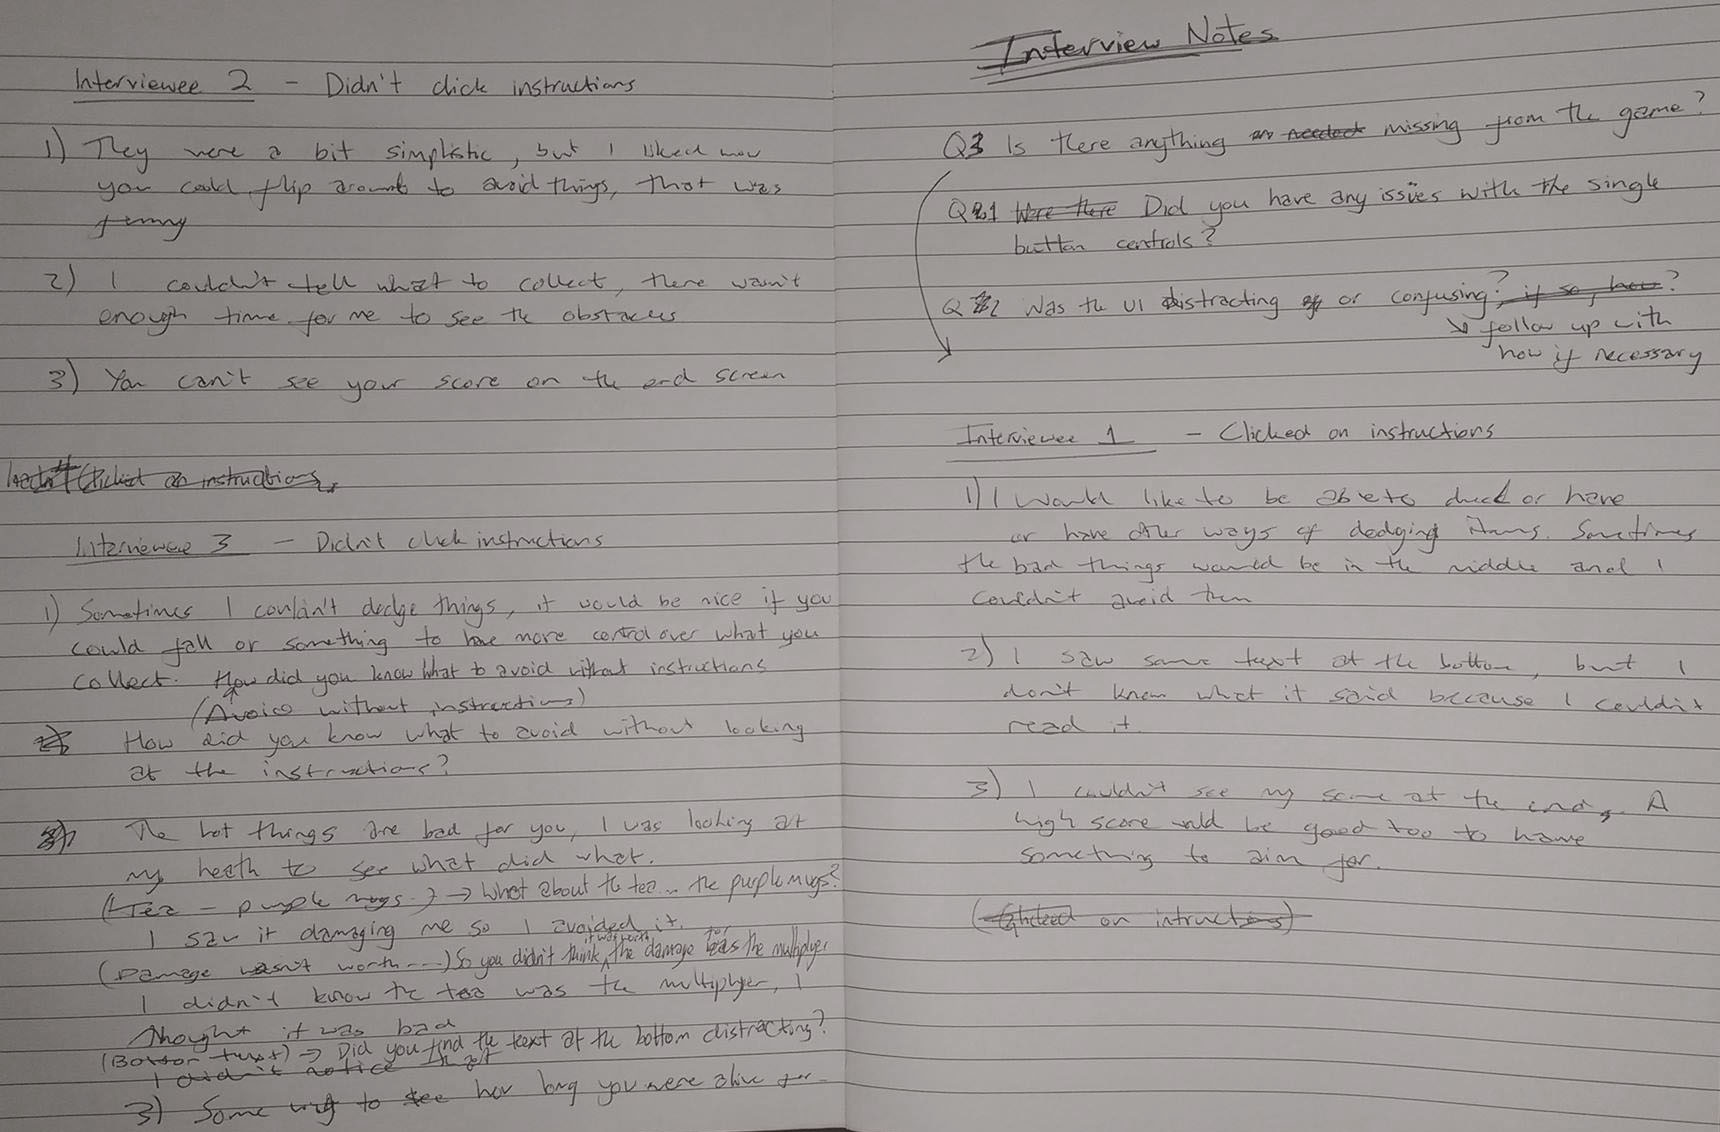 Interview Notes
Q3 Is there anything missing from the game?
Q1 Did you have any issues with the single
button controls?
Q2 Was the UI distracting or confusing?
follow up with
how if necessary
Interviewee 1 - Clicked on instructions
1) I would like to be able to duck or have
or have other ways of dodging items. Sometimes
the bad things would be in the middle and I
couldn't avoid them
2) I saw some text at the bottom, but I
don't know what it said because I couldn't
read it.
3) I couldn't see my score at the end, A
high score would be good too to have
something to aim for.
(Clicked on intructions)
Interviewee 2 - Didn't click instructions
1) They were a bit simplistic, but I liked how
you could flip around to avoid things, that was
funny
2) I couldn't tell what to collect, there wasn't
enough time for me to see the obstacles
3) You can't see your score on the end screen
Clicked on instructions
Interviewee 3 - Didn't click instructions
1) Sometimes I couldn't dodge things, it would be nice if you
could fall or something to have more control over what you
collect. How did you know what to avoid without instructions
(Avoid without instructions)
How did you know what to avoid without looking
at the instructions?
The hot things are bad for you, I was looking at
my health to see what did what.
(Tea - purple mugs ) → What about the tea... the purple mugs?
I saw it damaging me so I avoided it.
(Damage wasn't worth ----) So you didn't think it was worth the damage for the multiplyer
I didn't know the tea was the multiplyer, I
thought it was bad
(Bottom text) → Did you find the text at the bottom distracting?
I didn't notice it
3) Some way to see how long you were alive for